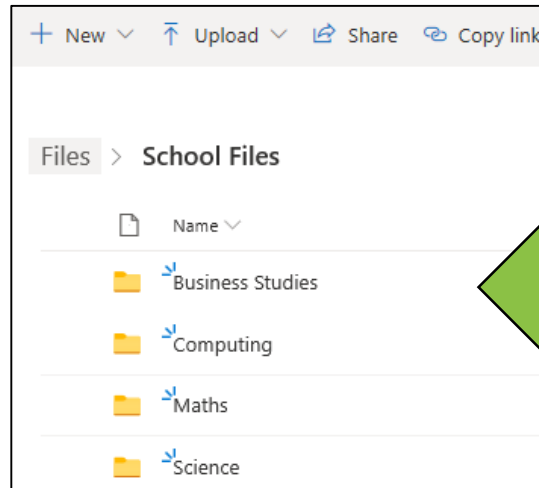 New Upload Share Copy link
Files > School Files
Name
Business Studies
Computing
Maths
Science